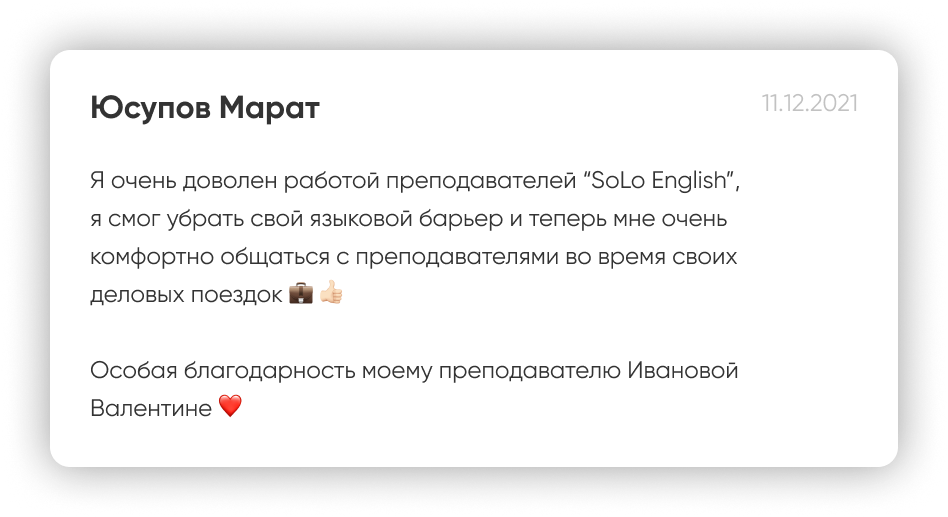 Юсупов Марат
11.12.2021
Я очень доволен работой преподавателей “SoLo English”,
я смог убрать свой языковой барьер и теперь мне очень
комфортно общаться с преподавателями во время своих
деловых поездок 💼 👍🏻
Особая благодарность моему преподавателю Ивановой
Валентине ❤️